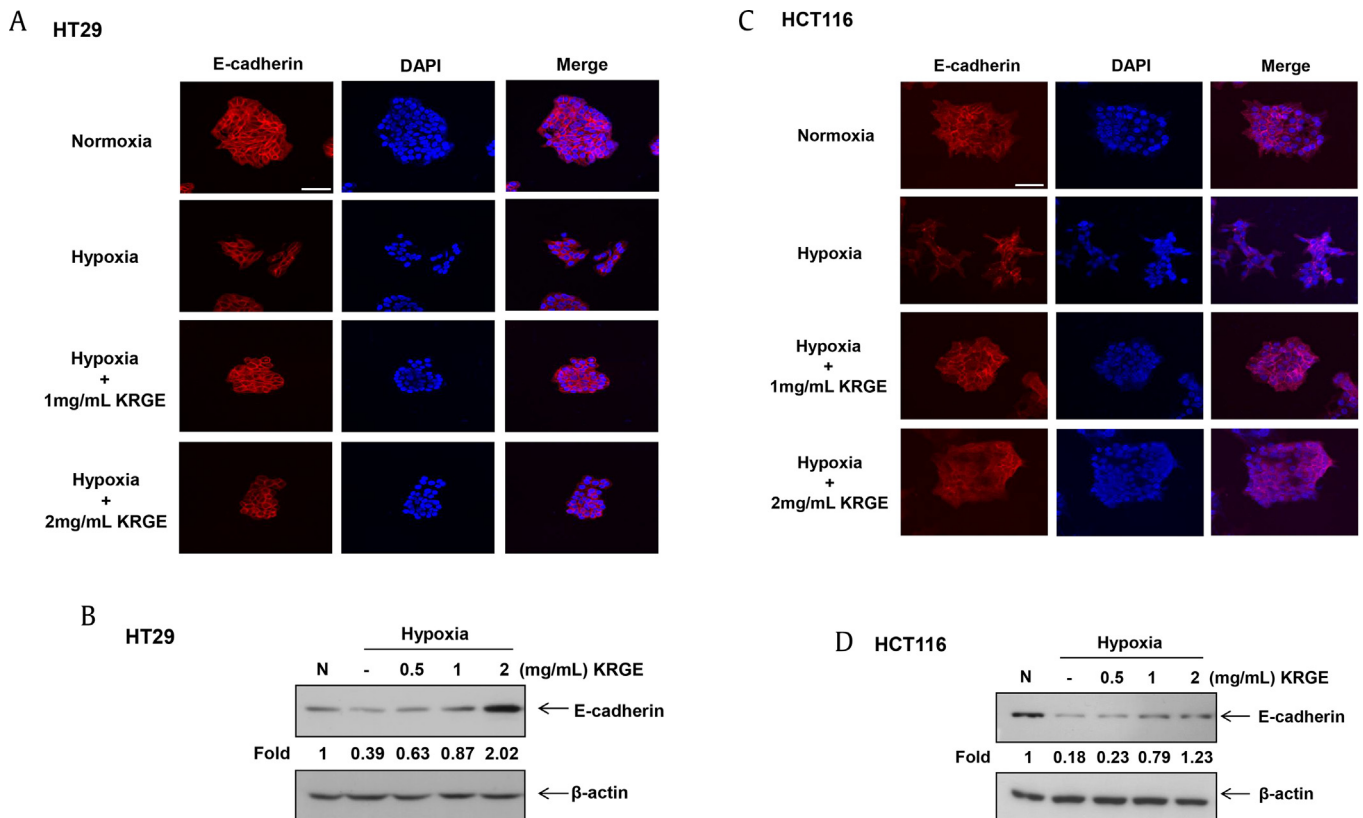 A
HT29
E-cadherin DAPI Merge
Normoxia
Hypoxia
Hypoxia
+
1mg/mL KRGE
Hypoxia
+
2mg/mL KRGE
B
HT29
Hypoxia
N - 0.5 1 2 (mg/mL) KRGE
E-cadherin
Fold 1 0.39 0.63 0.87 2.02
β-actin
C
HCT116
E-cadherin DAPI Merge
Normoxia
Hypoxia
Hypoxia
+
1mg/mL KRGE
Hypoxia
+
2mg/mL KRGE
D
HCT116
Hypoxia
N - 0.5 1 2 (mg/mL) KRGE
E-cadherin
Fold 1 0.18 0.23 0.79 1.23
β-actin